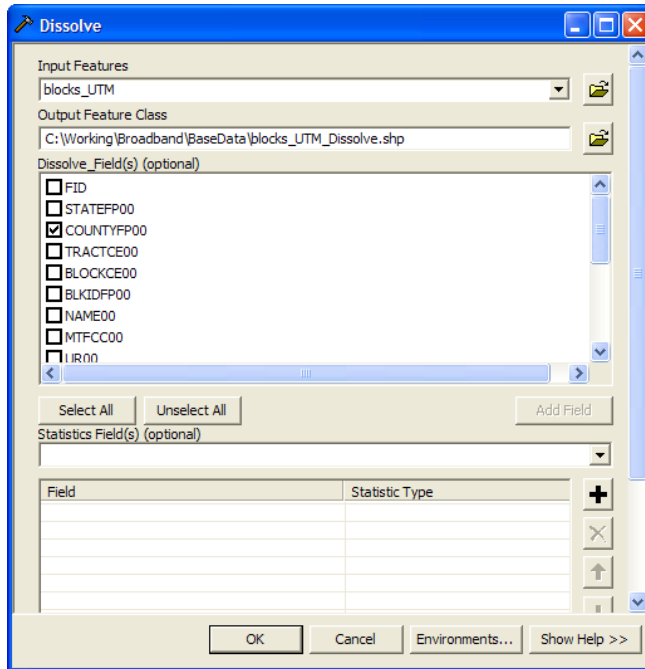 Dissolve
Input Features
blocks_UTM
Output Feature Class
C:\Working\Broadband\BaseData\blocks_UTM_Dissolve.shp
Dissolve_Field(s) (optional)
FID
STATEFP00
COUNTYFP00
TRACTCE00
BLOCKCE00
BLKIDFP00
NAME00
MTFCC00
UR00
Select All Unselect All Add Field
Statistics Field(s) (optional)
Field Statistic Type
OK Cancel Environments... Show Help >>